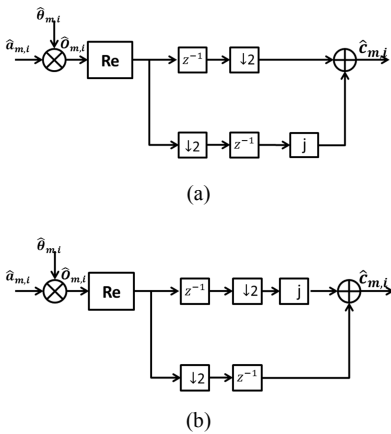 θ̂m,i
âm,i
Ôm,i
Re
z⁻¹
↓2
ĉm,i
↓2
z⁻¹
j
(a)
θ̂m,i
âm,i
Ôm,i
Re
z⁻¹
↓2
j
ĉm,i
↓2
z⁻¹
(b)